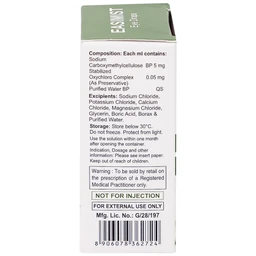 EASIMIST
Eye Drops
Composition: Each ml contains:
Sodium
Carboxymethylcellulose BP 5 mg
Stabilized
Oxychloro Complex 0.05 mg
(As Preservative)
Purified Water BP QS
Excipients: Sodium Chloride,
Potassium Chloride, Calcium
Chloride, Magnesium Chloride,
Glycerin, Boric Acid, Borax &
Purified Water.
Storage: Store below 30°C.
Do not freeze. Protect from light.
Use the solution within one month
after opening the container.
Indication, Dosage and other
information: Please see insert paper.
Keep out of reach of children.
Warning : To be sold by retail on
the prescription of a Registered
Medical Practitioner only.
NOT FOR INJECTION
FOR EXTERNAL USE ONLY
Mfg. Lic. No.: G/28/197
8 906078 362724